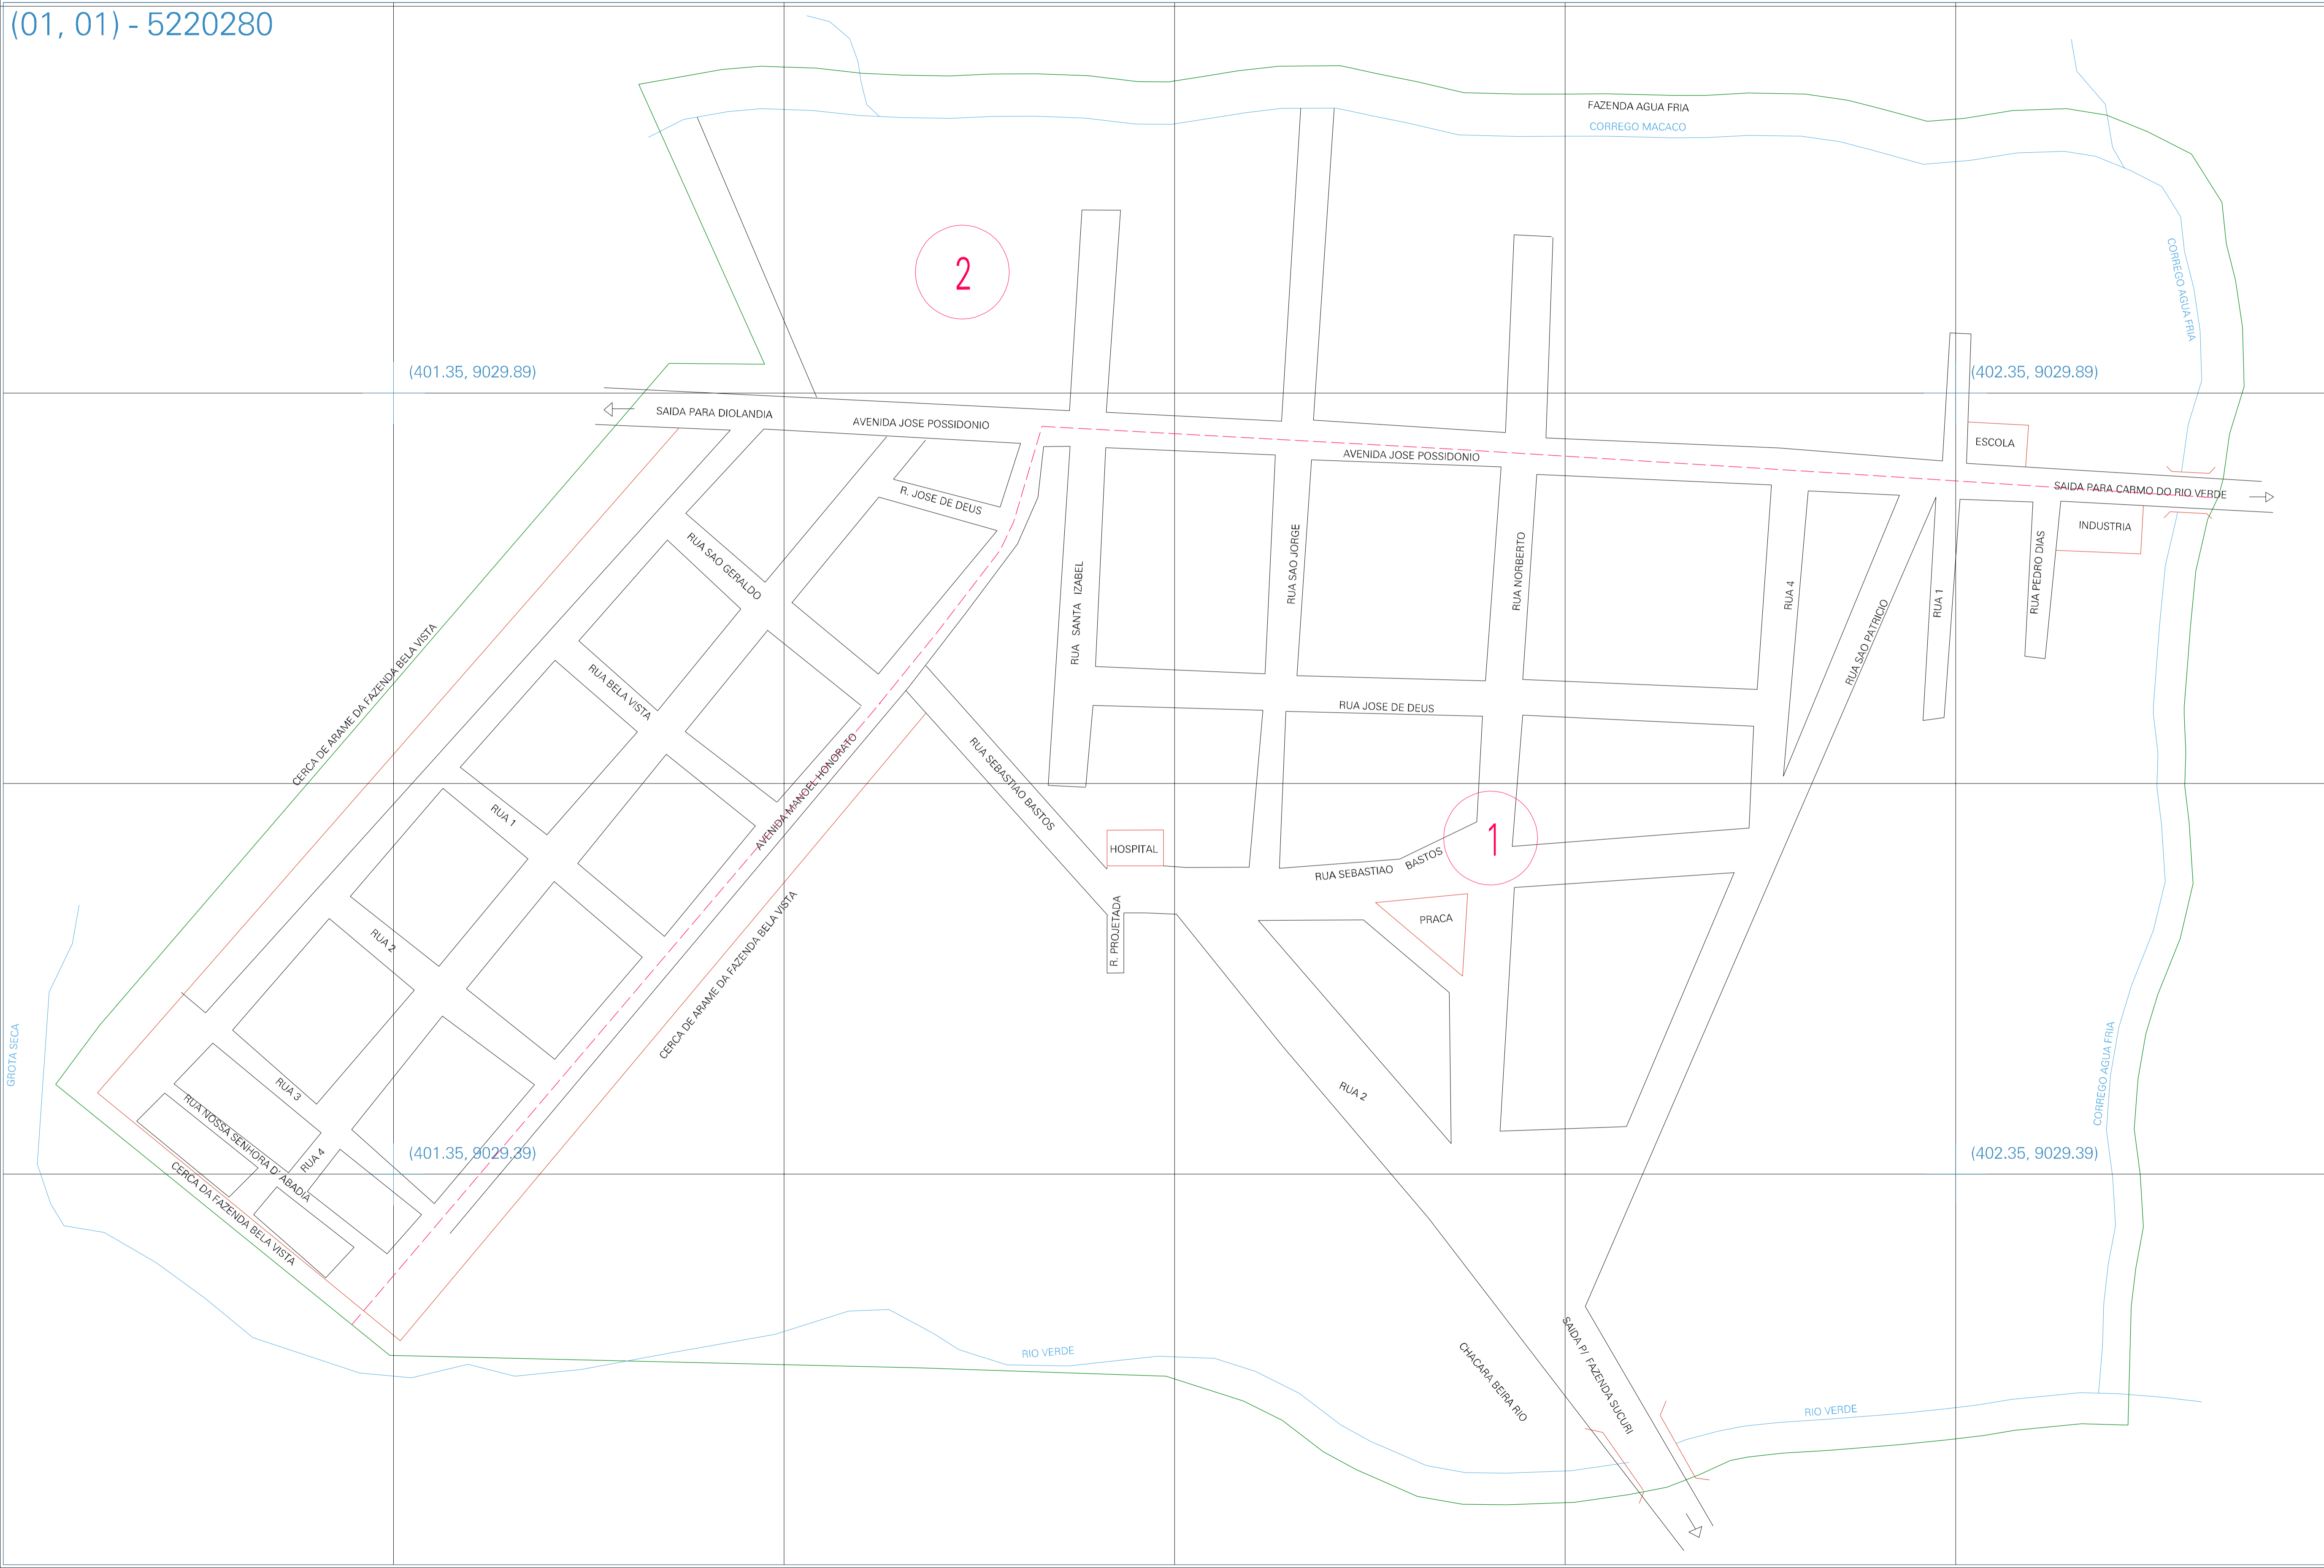 (01, 01) - 5220280
FAZENDA AGUA FRIA
CORREGO MACACO
CORREGO AGUA FRIA
2
(401.35, 9029.89)
(402.35, 9029.89)
SAIDA PARA DIOLANDIA
AVENIDA JOSE POSSIDONIO
AVENIDA JOSE POSSIDONIO
ESCOLA
SAIDA PARA CARMO DO RIO VERDE
INDUSTRIA
R. JOSE DE DEUS
RUA SAO GERALDO
RUA SANTA IZABEL
RUA SAO JORGE
RUA NORBERTO
RUA 4
RUA SAO PATRICIO
RUA 1
RUA PEDRO DIAS
CERCA DE ARAME DA FAZENDA BELA VISTA
RUA BELA VISTA
RUA JOSE DE DEUS
AVENIDA MANOEL HONORATO
RUA SEBASTIAO BASTOS
RUA 1
HOSPITAL
1
RUA SEBASTIAO BASTOS
PRACA
R. PROJETADA
RUA 2
CERCA DE ARAME DA FAZENDA BELA VISTA
GROTA SECA
CORREGO AGUA FRIA
RUA 3
RUA 2
RUA NOSSA SENHORA D'ABADIA
RUA 4
(401.35, 9029.39)
(402.35, 9029.39)
CERCA DA FAZENDA BELA VISTA
RIO VERDE
CHACARA BEIRA RIO
SAIDA P/ FAZENDA SUCURI
RIO VERDE